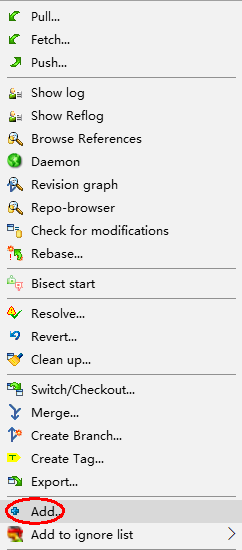 Pull...
Fetch...
Push...
Show log
Show Reflog
Browse References
Daemon
Revision graph
Repo-browser
Check for modifications
Rebase...
Bisect start
Resolve...
Revert...
Clean up...
Switch/Checkout...
Merge...
Create Branch...
Create Tag...
Export...
Add...
Add to ignore list